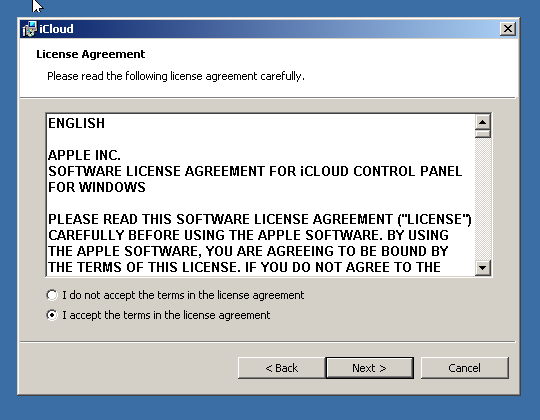 iCloud
License Agreement
Please read the following license agreement carefully.
ENGLISH
APPLE INC.
SOFTWARE LICENSE AGREEMENT FOR iCLOUD CONTROL PANEL
FOR WINDOWS
PLEASE READ THIS SOFTWARE LICENSE AGREEMENT ("LICENSE")
CAREFULLY BEFORE USING THE APPLE SOFTWARE. BY USING
THE APPLE SOFTWARE, YOU ARE AGREEING TO BE BOUND BY
THE TERMS OF THIS LICENSE. IF YOU DO NOT AGREE TO THE
I do not accept the terms in the license agreement
I accept the terms in the license agreement
< Back Next > Cancel